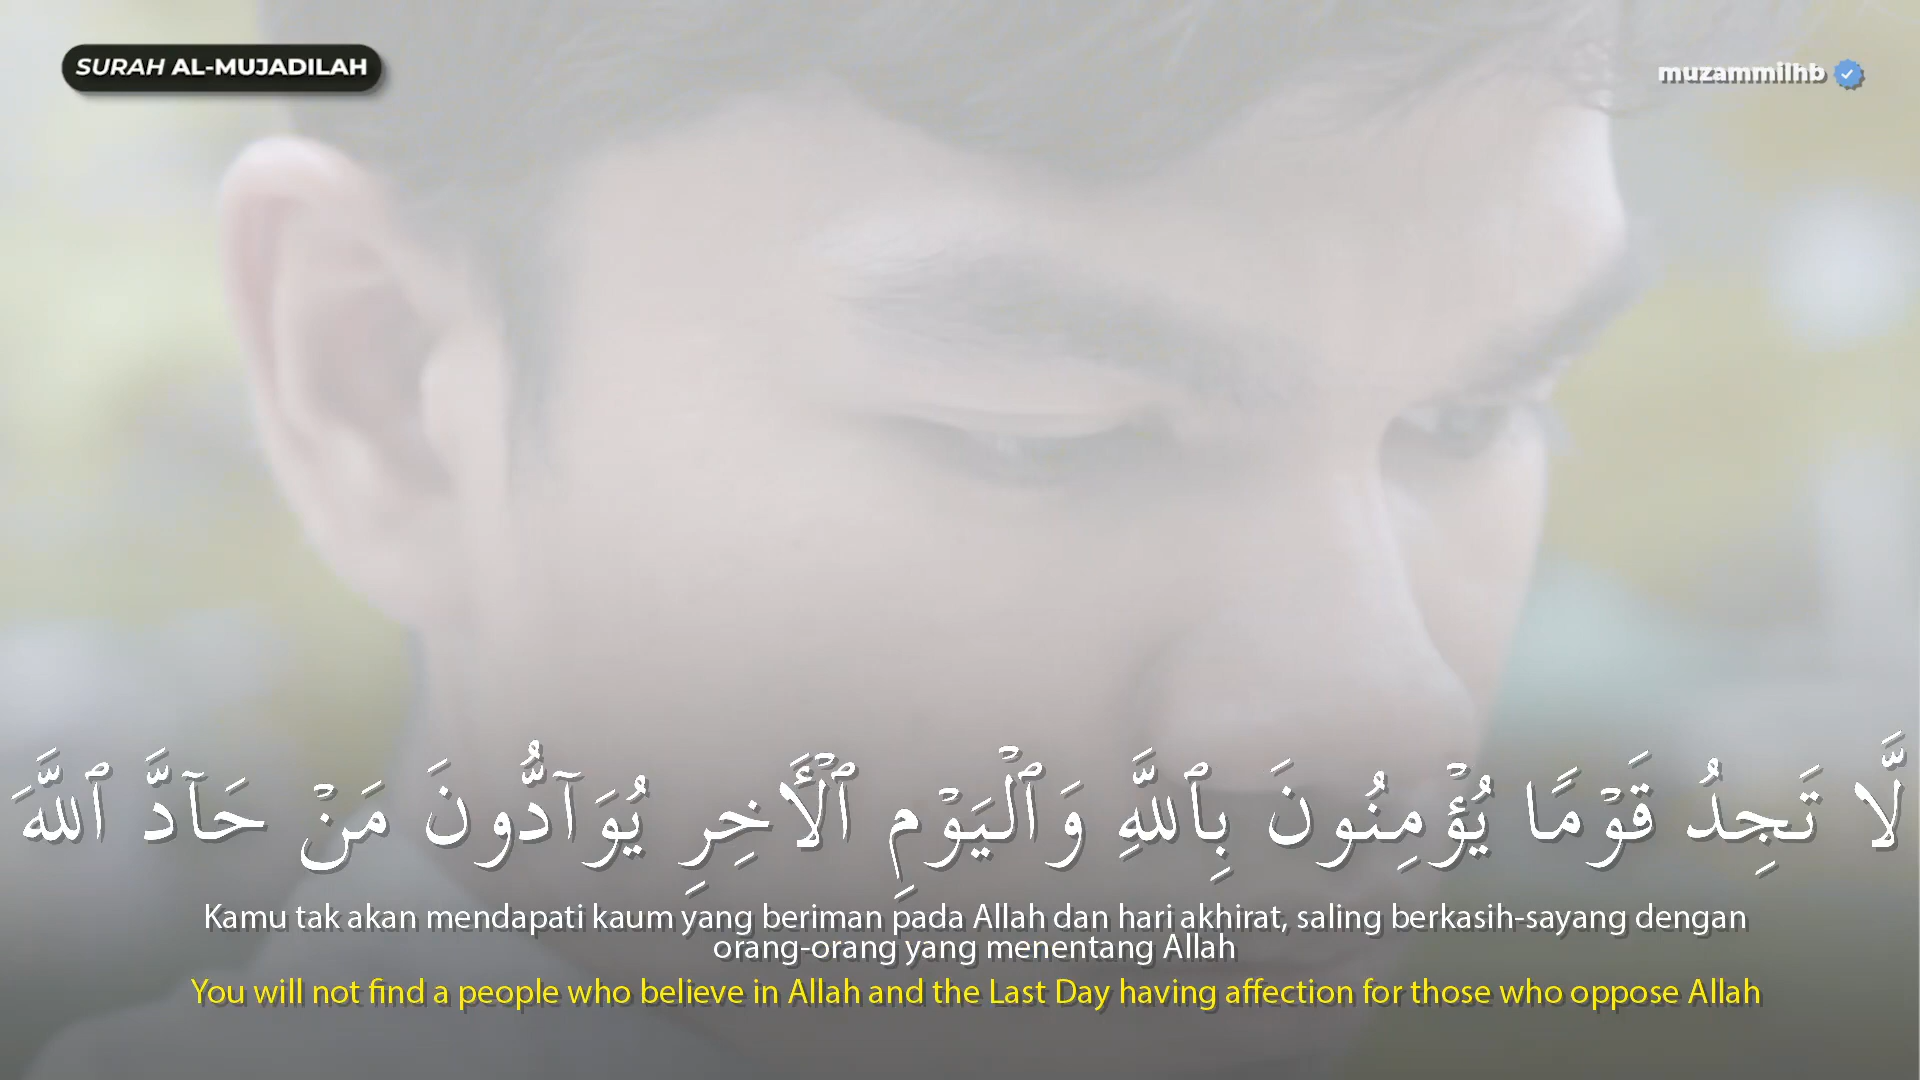 SURAH AL-MUJADILAH
muzammilhb
لَّا تَجِدُ قَوْمًا يُؤْمِنُونَ بِٱللَّهِ وَٱلْيَوْمِ ٱلْأَخِرِ يُوَآدُّونَ مَنْ حَآدَّ ٱللَّهَ
Kamu tak akan mendapati kaum yang beriman pada Allah dan hari akhirat, saling berkasih-sayang dengan
orang-orang yang menentang Allah
You will not find a people who believe in Allah and the Last Day having affection for those who oppose Allah